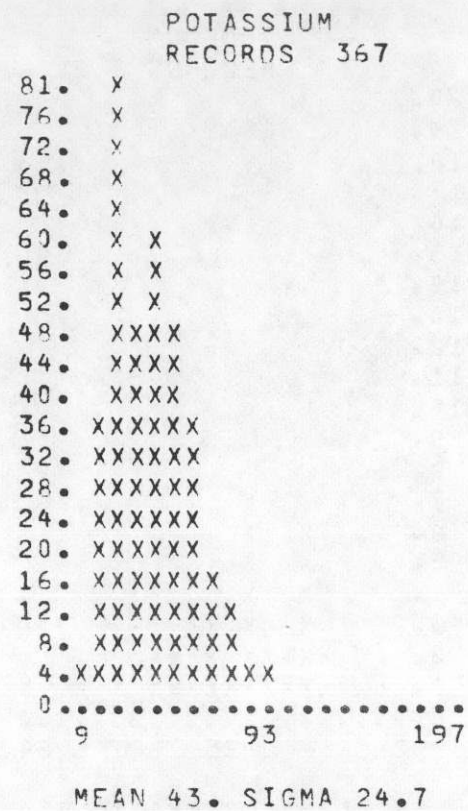 POTASSIUM
RECORDS 367
81. X
76. X
72. X
68. X
64. X
60. X X
56. X X
52. X X
48. XXXX
44. XXXX
40. XXXX
36. XXXXXX
32. XXXXXX
28. XXXXXX
24. XXXXXX
20. XXXXXX
16. XXXXXXX
12. XXXXXXXX
8. XXXXXXXX
4.XXXXXXXXXXX
0.......................
9 93 197
MEAN 43. SIGMA 24.7